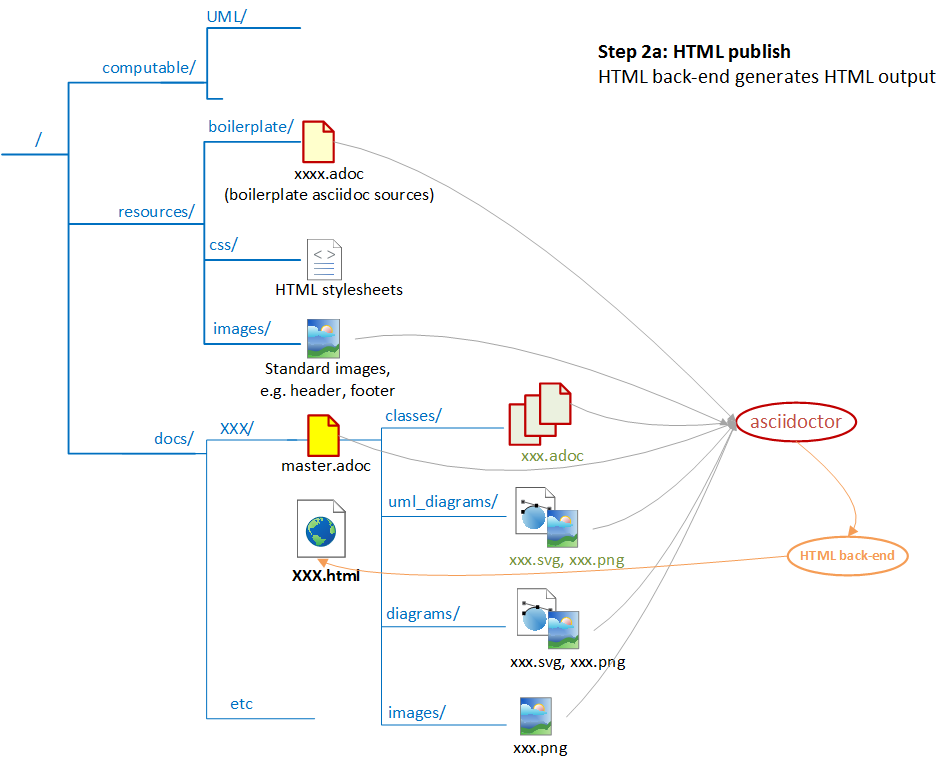 UML/
Step 2a: HTML publish
HTML back-end generates HTML output
computable/
/
boilerplate/
xxxx.adoc
(boilerplate asciidoc sources)
resources/
css/
< >
HTML stylesheets
images/
Standard images,
e.g. header, footer
docs/
XXX/
master.adoc
classes/
xxx.adoc
asciidoctor
uml_diagrams/
xxx.svg, xxx.png
HTML back-end
XXX.html
diagrams/
xxx.svg, xxx.png
etc
images/
xxx.png